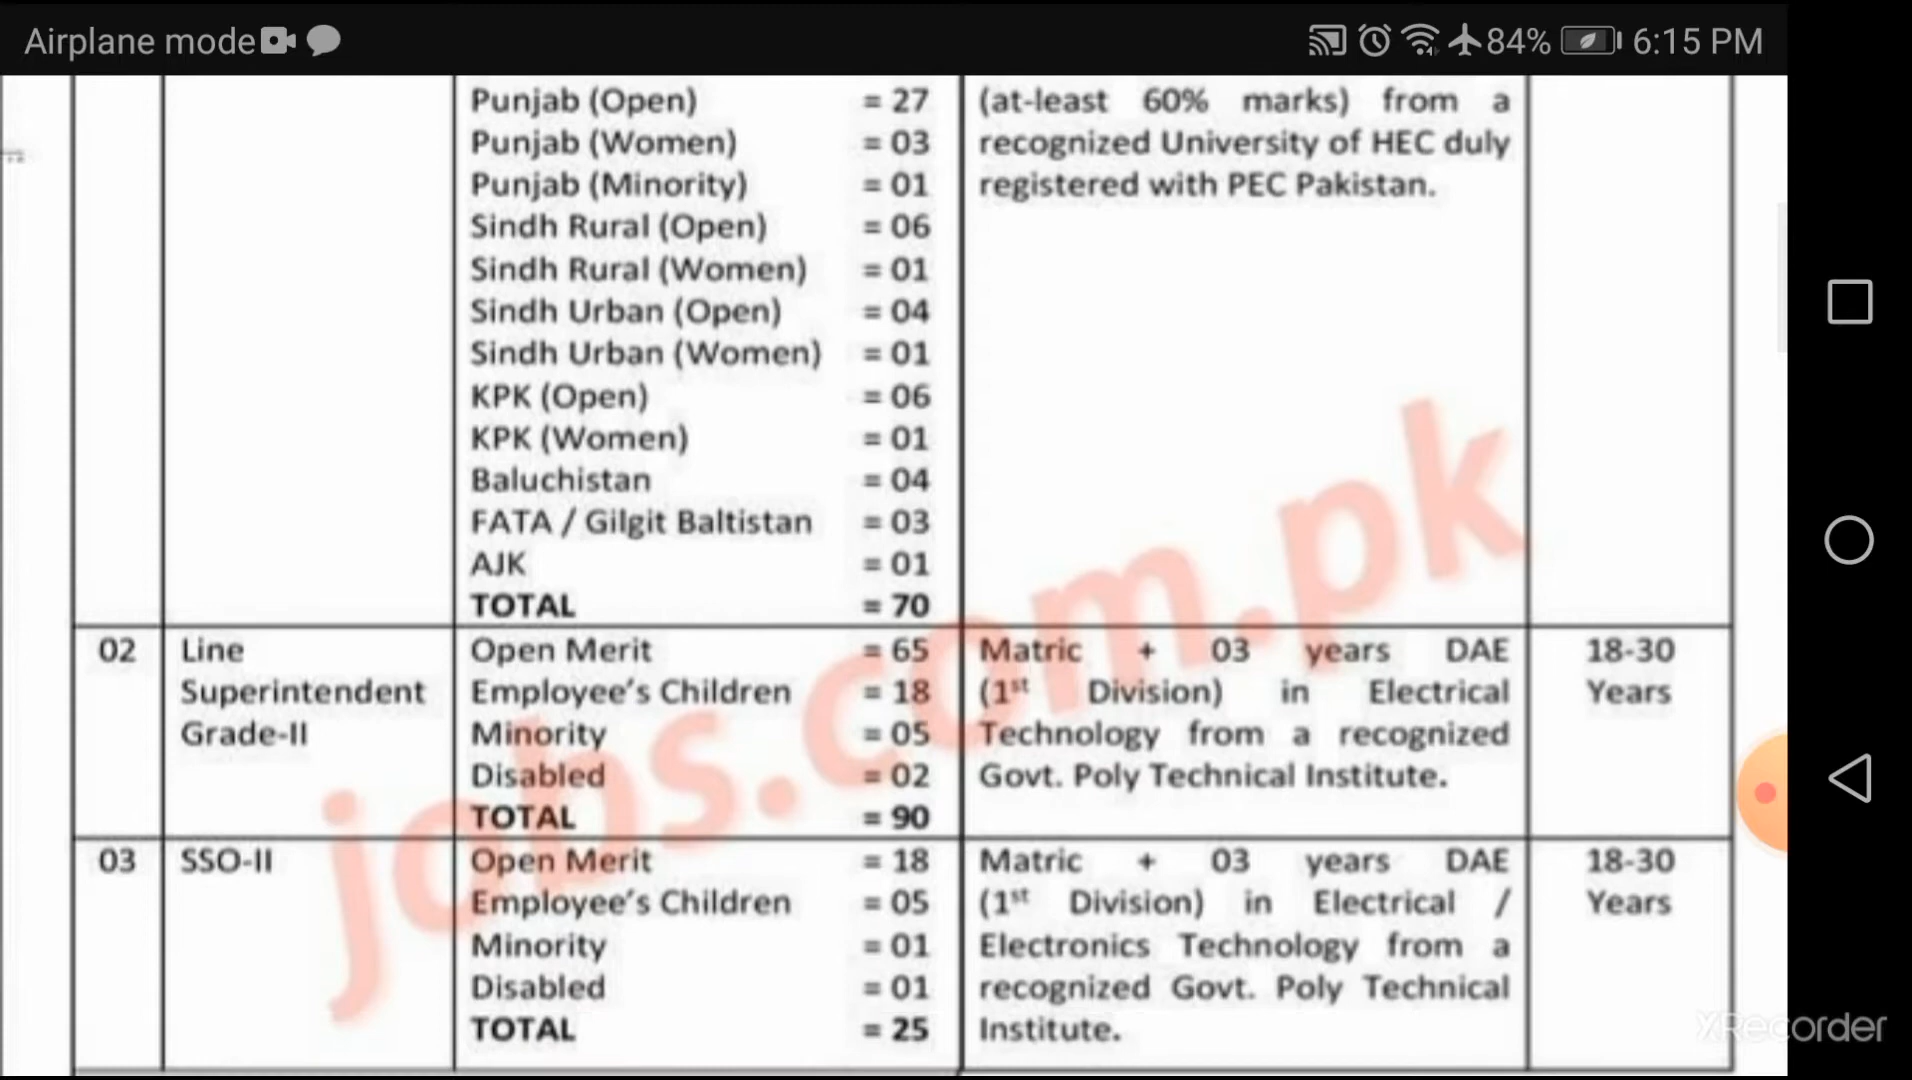 Airplane mode 84% 6:15 PM
Punjab (Open) = 27
Punjab (Women) = 03
Punjab (Minority) = 01
Sindh Rural (Open) = 06
Sindh Rural (Women) = 01
Sindh Urban (Open) = 04
Sindh Urban (Women) = 01
KPK (Open) = 06
KPK (Women) = 01
Baluchistan = 04
FATA / Gilgit Baltistan = 03
AJK = 01
TOTAL = 70
(at-least 60% marks) from a
recognized University of HEC duly
registered with PEC Pakistan.
02
Line
Superintendent
Grade-II
Open Merit = 65
Employee's Children = 18
Minority = 05
Disabled = 02
TOTAL = 90
Matric + 03 years DAE
(1st Division) in Electrical
Technology from a recognized
Govt. Poly Technical Institute.
18-30
Years
03
SSO-II
Open Merit = 18
Employee's Children = 05
Minority = 01
Disabled = 01
TOTAL = 25
Matric + 03 years DAE
(1st Division) in Electrical /
Electronics Technology from a
recognized Govt. Poly Technical
Institute.
18-30
Years
jobs.com.pk
XRecorder